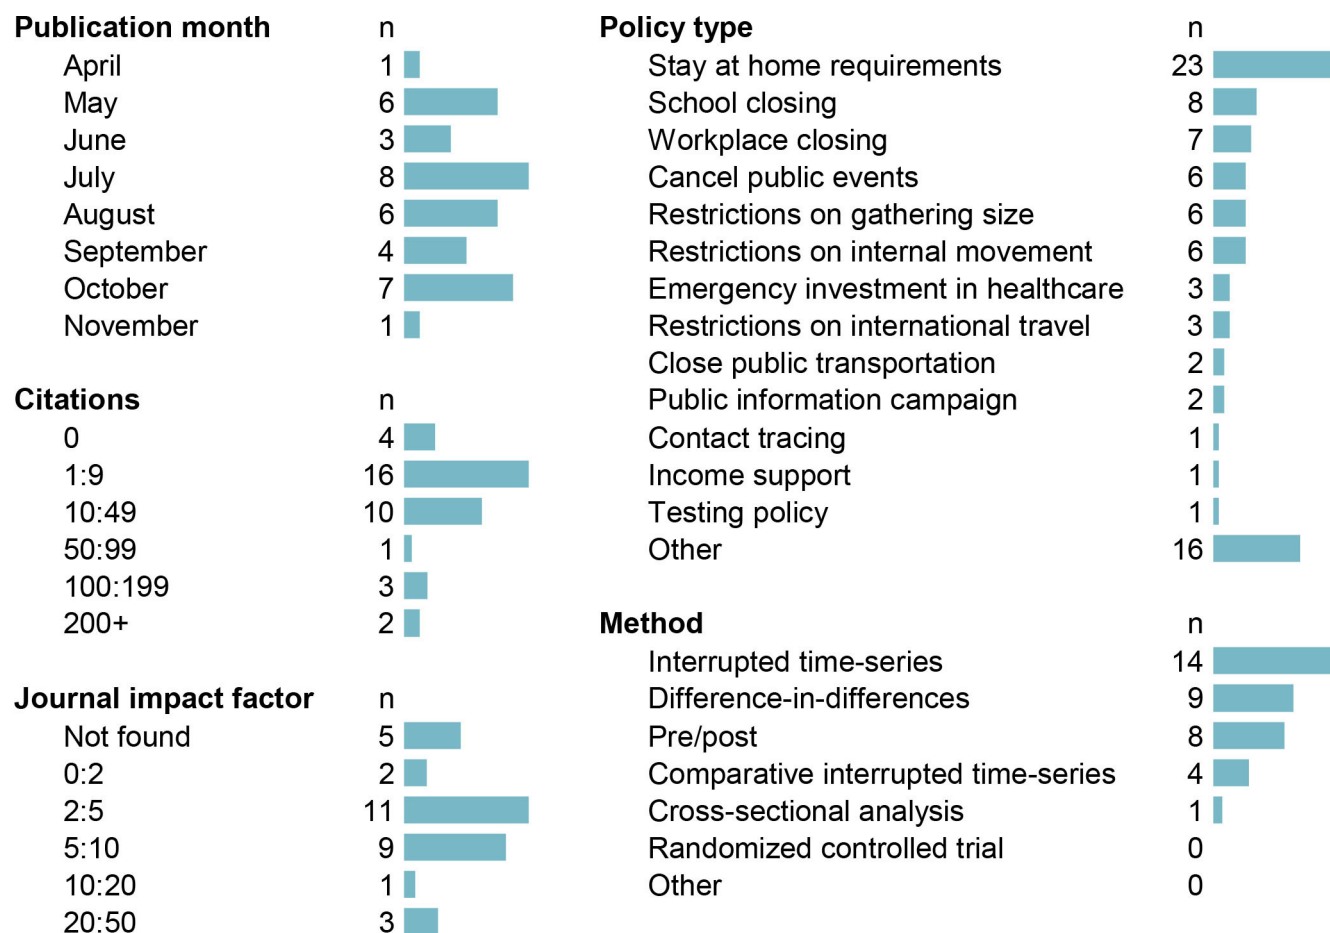 Publication month n
April 1
May 6
June 3
July 8
August 6
September 4
October 7
November 1
Citations n
0 4
1:9 16
10:49 10
50:99 1
100:199 3
200+ 2
Journal impact factor n
Not found 5
0:2 2
2:5 11
5:10 9
10:20 1
20:50 3
Policy type n
Stay at home requirements 23
School closing 8
Workplace closing 7
Cancel public events 6
Restrictions on gathering size 6
Restrictions on internal movement 6
Emergency investment in healthcare 3
Restrictions on international travel 3
Close public transportation 2
Public information campaign 2
Contact tracing 1
Income support 1
Testing policy 1
Other 16
Method n
Interrupted time-series 14
Difference-in-differences 9
Pre/post 8
Comparative interrupted time-series 4
Cross-sectional analysis 1
Randomized controlled trial 0
Other 0